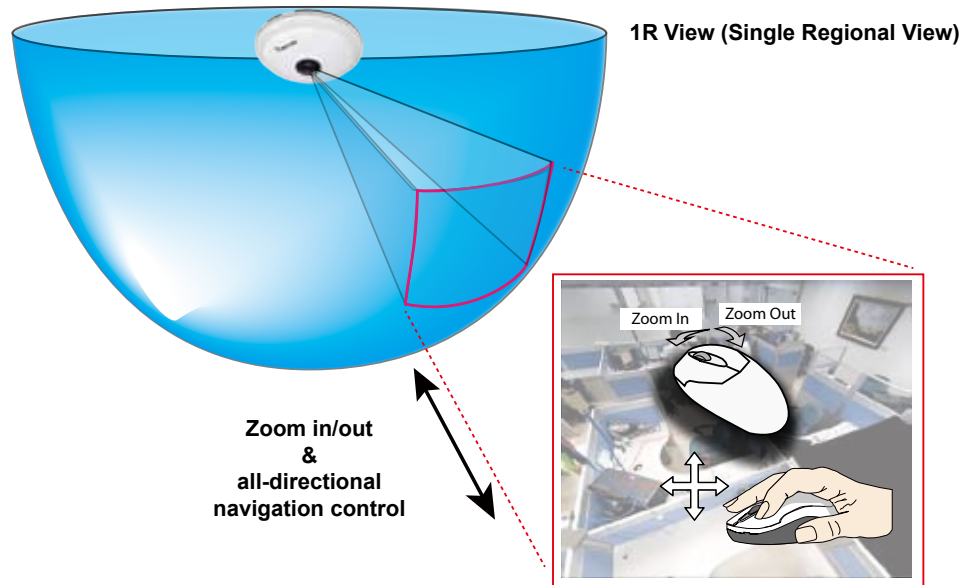 1R View (Single Regional View)
Zoom In
Zoom Out
Zoom in/out
&
all-directional
navigation control